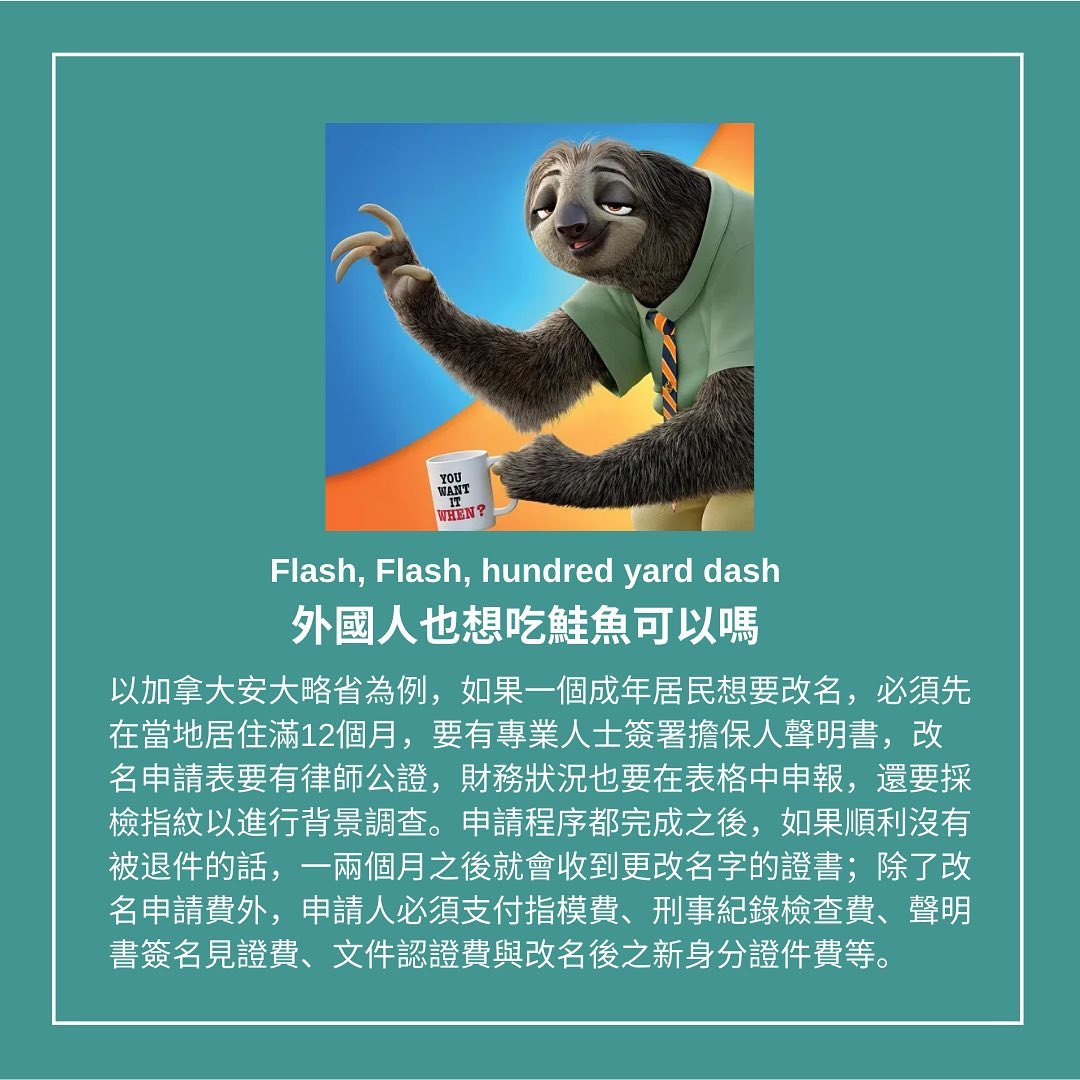 YOU
WANT
IT
WHEN?
Flash, Flash, hundred yard dash
外國人也想吃鮭魚可以嗎
以加拿大安大略省為例，如果一個成年居民想要改名，必須先
在當地居住滿12個月，要有專業人士簽署擔保人聲明書，改
名申請表要有律師公證，財務狀況也要在表格中申報，還要採
檢指紋以進行背景調查。申請程序都完成之後，如果順利沒有
被退件的話，一兩個月之後就會收到更改名字的證書；除了改
名申請費外，申請人必須支付指模費、刑事紀錄檢查費、聲明
書簽名見證費、文件認證費與改名後之新身分證件費等。